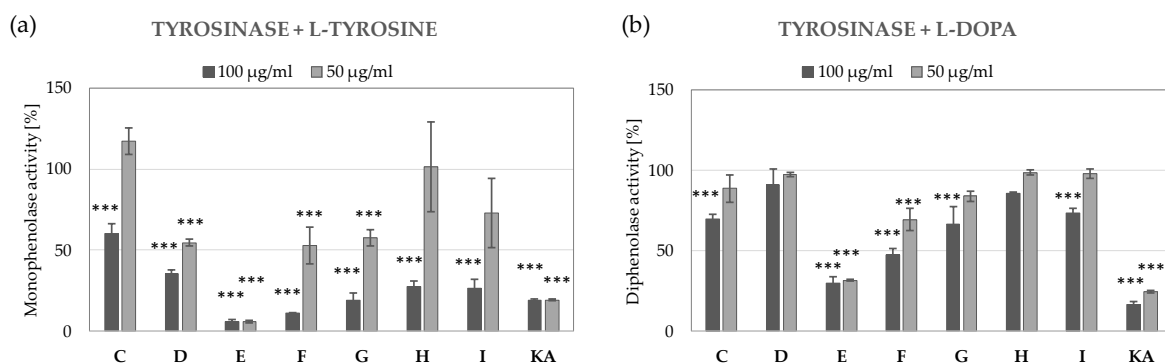 (a)
TYROSINASE + L-TYROSINE
100 µg/ml 50 µg/ml
Monophenolase activity [%]
150
100
50
0
*** *** *** *** *** *** *** *** *** *** *** *** ***
C D E F G H I KA
(b)
TYROSINASE + L-DOPA
100 µg/ml 50 µg/ml
Diphenolase activity [%]
150
100
50
0
*** *** *** *** *** *** *** *** ***
C D E F G H I KA